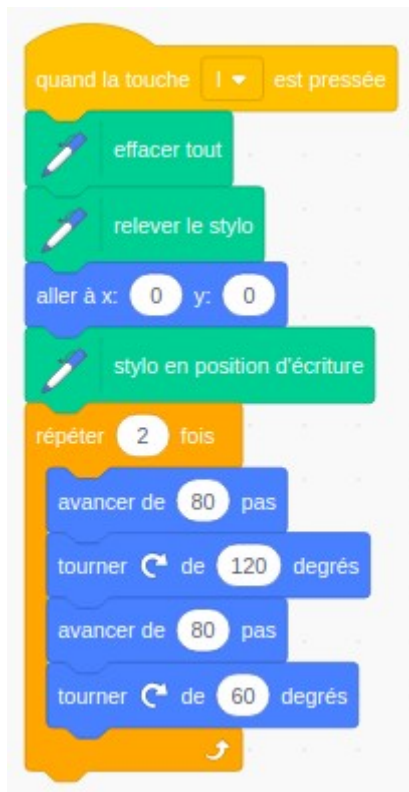 quand la touche l est pressée
effacer tout
relever le stylo
aller à x: 0 y: 0
stylo en position d'écriture
répéter 2 fois
avancer de 80 pas
tourner de 120 degrés
avancer de 80 pas
tourner de 60 degrés